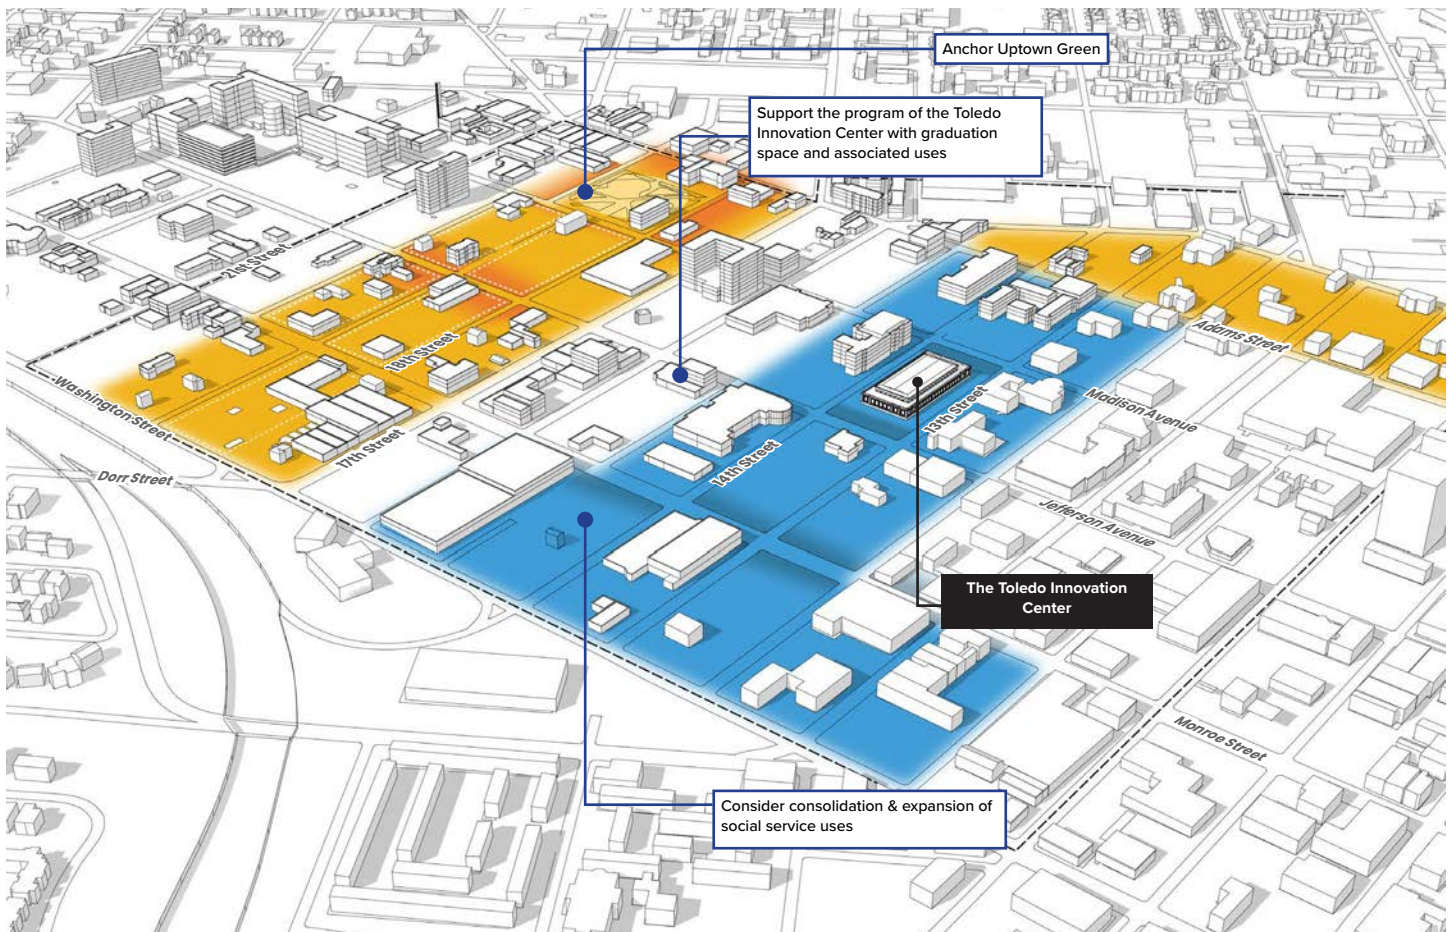 Anchor Uptown Green
Support the program of the Toledo
Innovation Center with graduation
space and associated uses
21st Street
18th Street
Adams Street
Washington Street
17th Street
13th Street
Madison Avenue
14th Street
Dorr Street
Jefferson Avenue
The Toledo Innovation
Center
Monroe Street
Consider consolidation & expansion of
social service uses